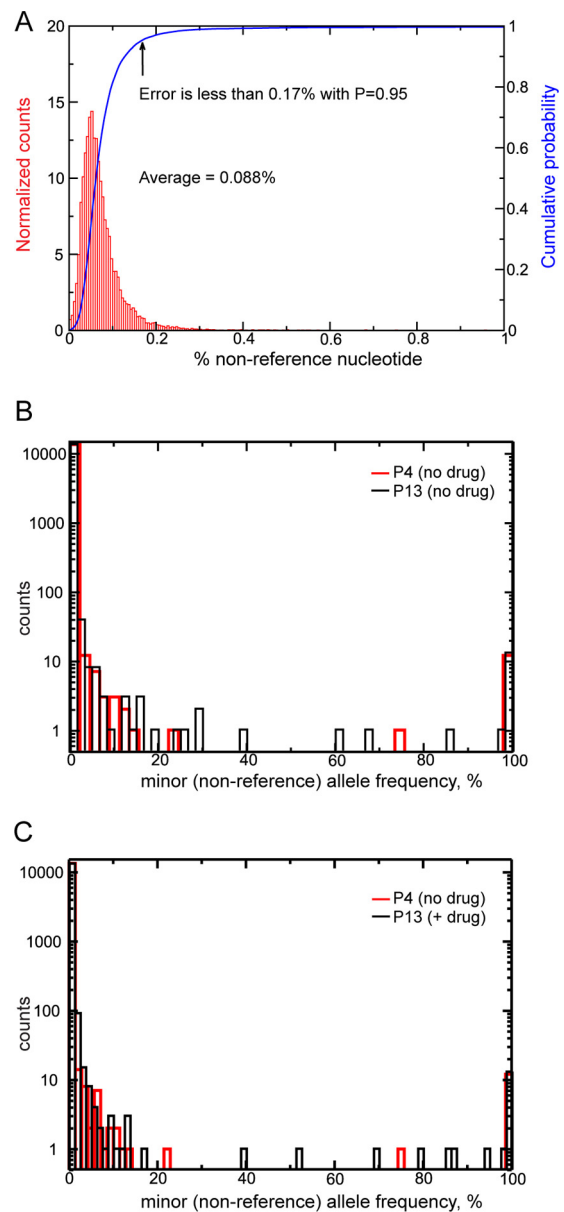 A
20
15
10
5
0
Normalized counts
1
0.8
0.6
0.4
0.2
0
Cumulative probability
Error is less than 0.17% with P=0.95
Average = 0.088%
0 0.2 0.4 0.6 0.8 1
% non-reference nucleotide
B
10000
1000
100
10
1
counts
P4 (no drug)
P13 (no drug)
0 20 40 60 80 100
minor (non-reference) allele frequency, %
C
10000
1000
100
10
1
counts
P4 (no drug)
P13 (+ drug)
0 20 40 60 80 100
minor (non-reference) allele frequency, %